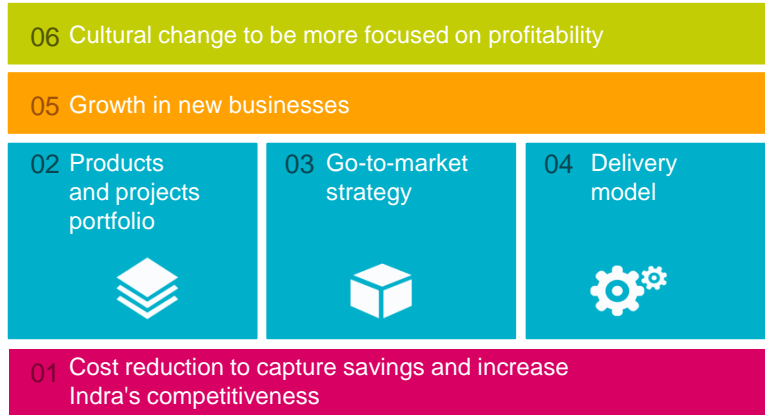 06 Cultural change to be more focused on profitability
05 Growth in new businesses
02 Products
and projects
portfolio
03 Go-to-market
strategy
04 Delivery
model
01 Cost reduction to capture savings and increase
Indra's competitiveness